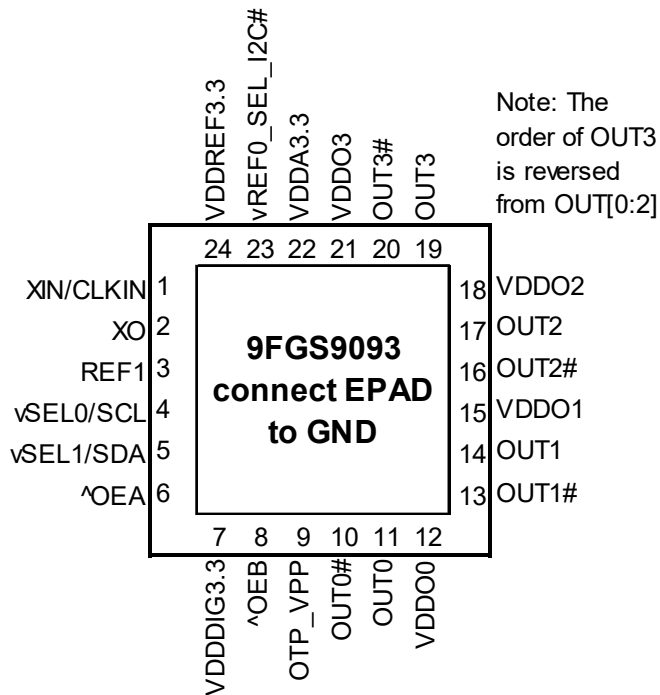 VDDREF3.3
vREF0_SEL_I2C#
VDDA3.3
VDDO3
OUT3#
OUT3
Note: The
order of OUT3
is reversed
from OUT[0:2]
24 23 22 21 20 19
XIN/CLKIN 1
XO 2
REF1 3
vSEL0/SCL 4
vSEL1/SDA 5
^OEA 6
9FGS9093
connect EPAD
to GND
18 VDDO2
17 OUT2
16 OUT2#
15 VDDO1
14 OUT1
13 OUT1#
7 8 9 10 11 12
VDDDIG3.3
^OEB
OTP_VPP
OUT0#
OUT0
VDDO0